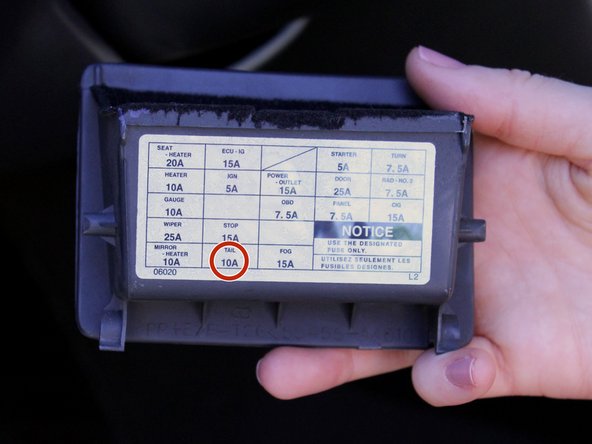 SEAT
- HEATER
20A
ECU - IG
15A
STARTER
5A
TURN
7. 5A
HEATER
10A
IGN
5A
POWER
- OUTLET
15A
DOOR
25A
RAD - NO. 2
7. 5A
GAUGE
10A
OBD
7. 5A
PANEL
7. 5A
CIG
15A
WIPER
25A
STOP
15A
NOTICE
USE THE DESIGNATED
FUSE ONLY.
MIRROR
- HEATER
10A
TAIL
10A
FOG
15A
UTILISEZ SEULEMENT LES
FUSIBLES DESIGNES.
06020
L2